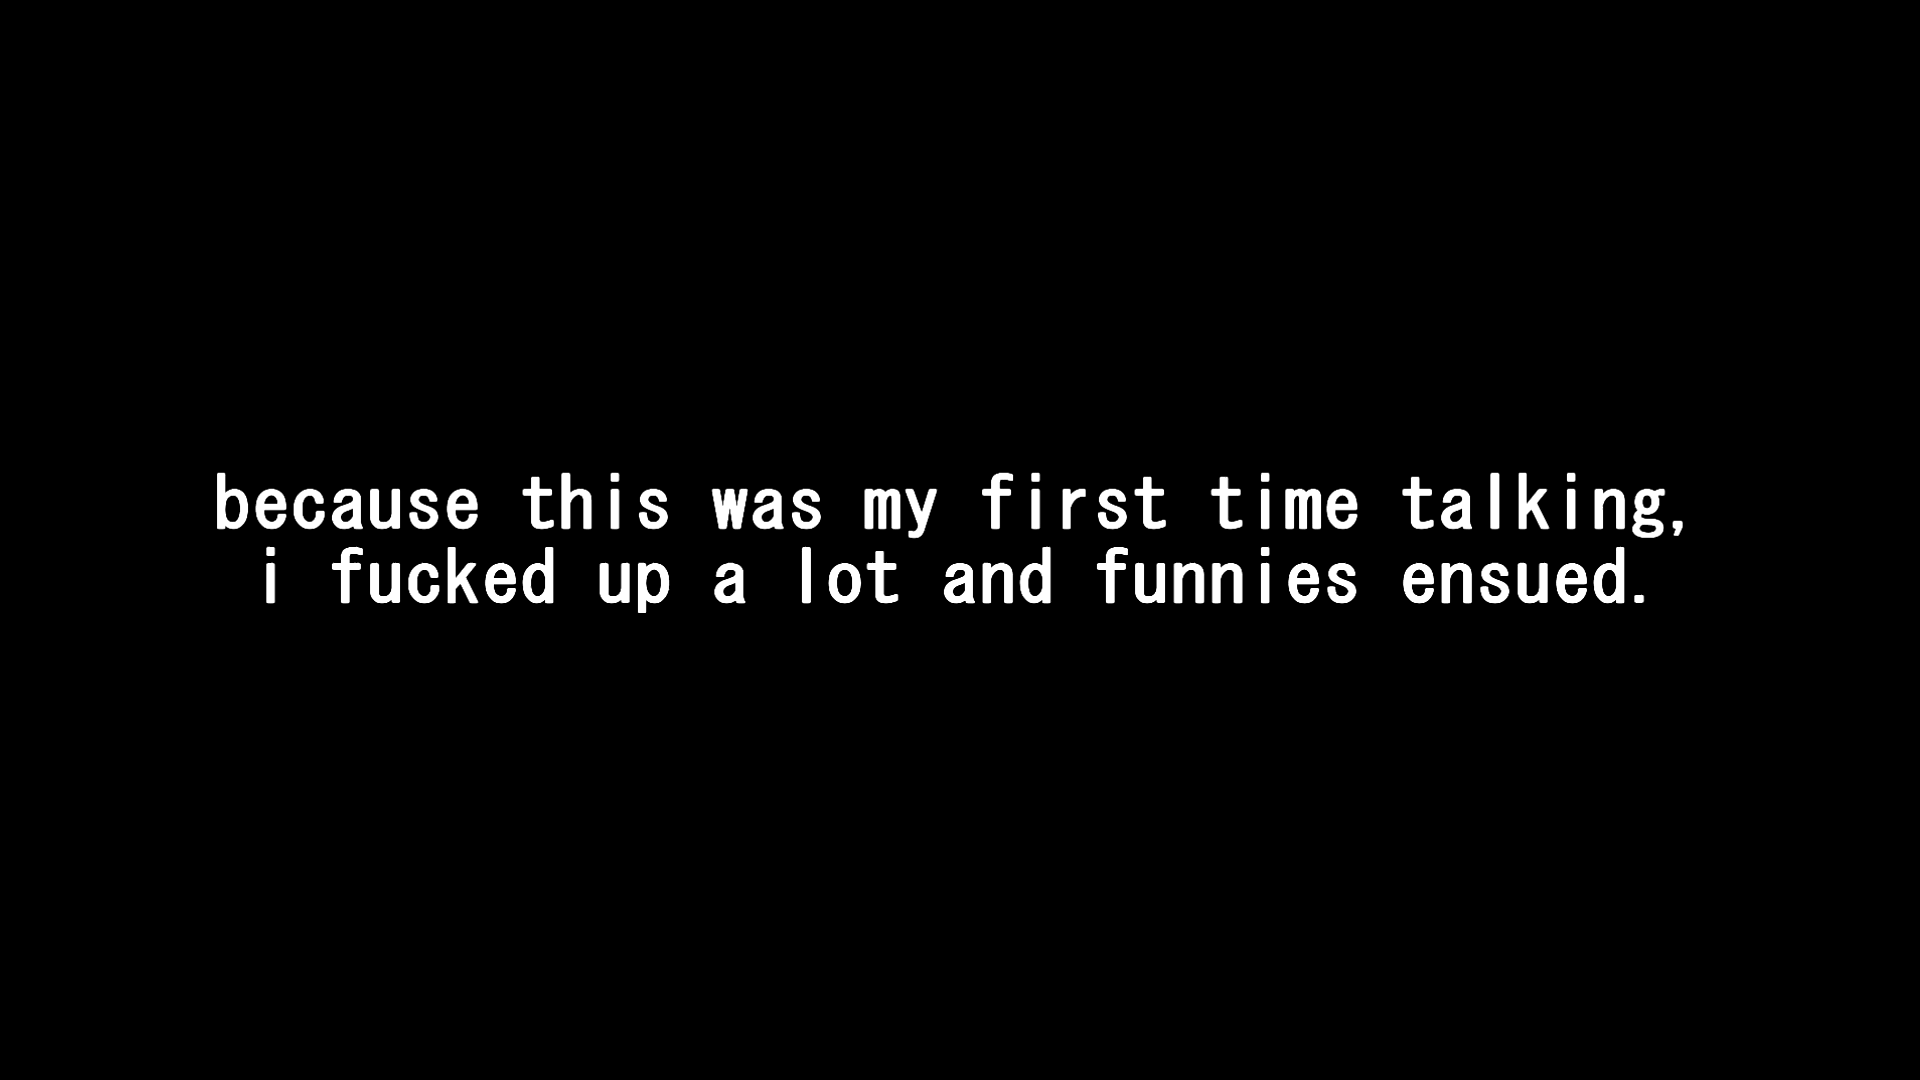 because this was my first time talking,
i fucked up a lot and funnies ensued.